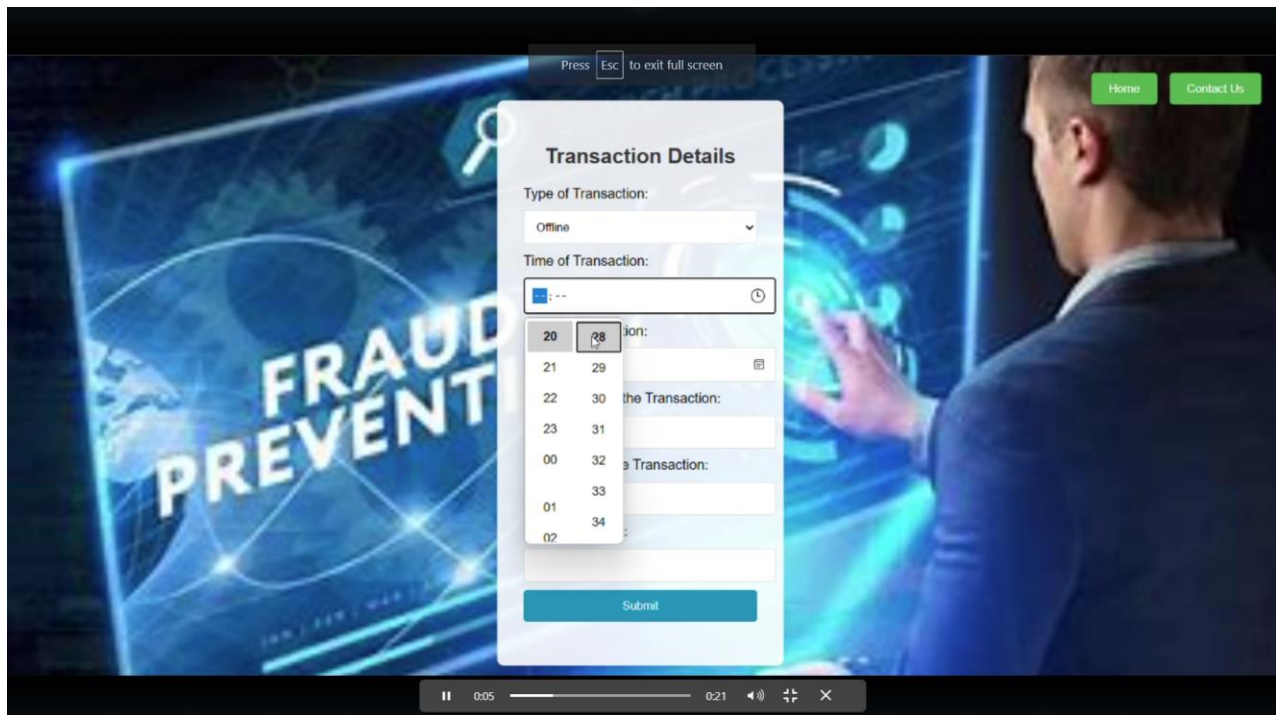 Press Esc to exit full screen
Home
Contact Us
Transaction Details
Type of Transaction:
Offline
Time of Transaction:
--:--
20 28
21 29
22 30
23 31
00 32
01 33
02 34
ion:
the Transaction:
e Transaction:
:
Submit
FRAUD
PREVENTI
0:05
0:21